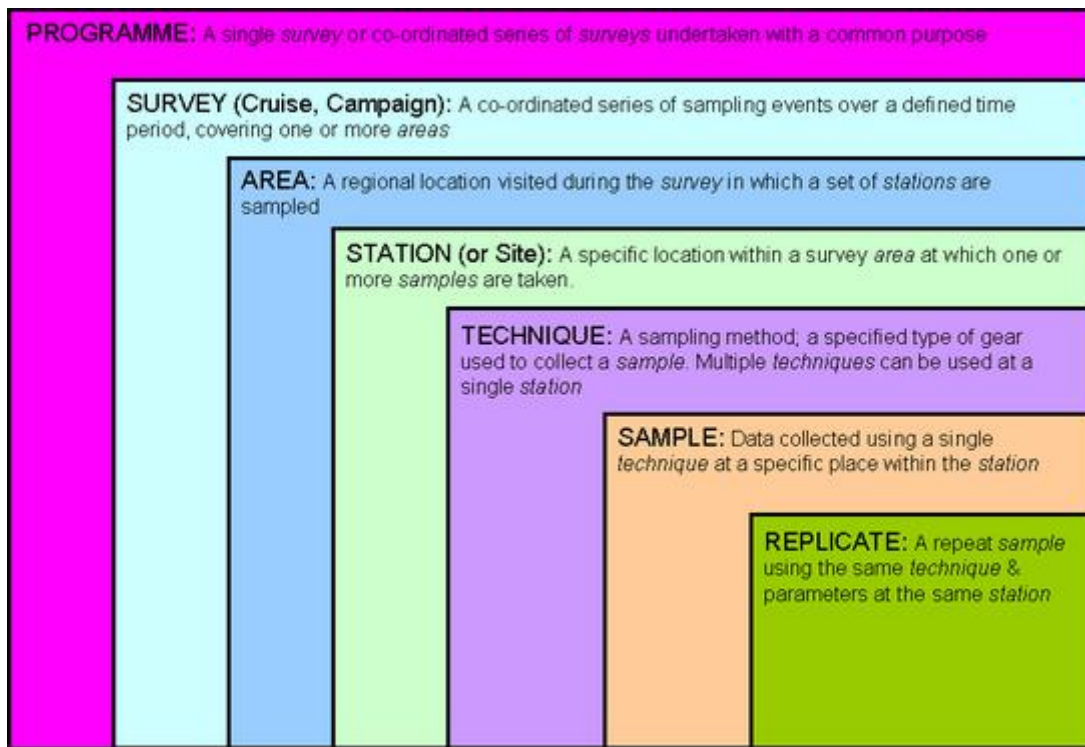 PROGRAMME: A single survey or co-ordinated series of surveys undertaken with a common purpose
SURVEY (Cruise, Campaign): A co-ordinated series of sampling events over a defined time
period, covering one or more areas
AREA: A regional location visited during the survey in which a set of stations are
sampled
STATION (or Site): A specific location within a survey area at which one or
more samples are taken.
TECHNIQUE: A sampling method; a specified type of gear
used to collect a sample. Multiple techniques can be used at a
single station
SAMPLE: Data collected using a single
technique at a specific place within the station
REPLICATE: A repeat sample
using the same technique &
parameters at the same station